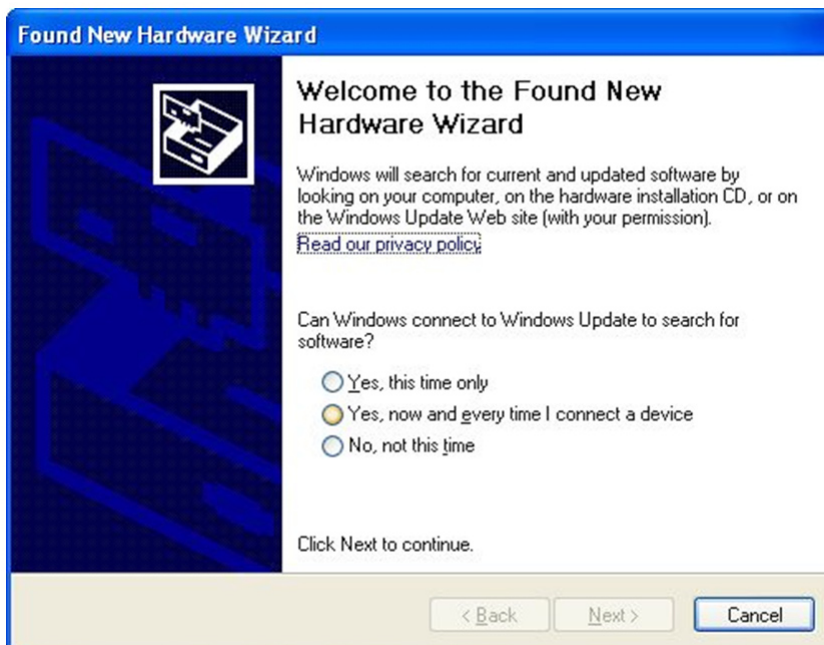 Found New Hardware Wizard
Welcome to the Found New
Hardware Wizard
Windows will search for current and updated software by
looking on your computer, on the hardware installation CD, or on
the Windows Update Web site (with your permission).
Read our privacy policy
Can Windows connect to Windows Update to search for
software?
Yes, this time only
Yes, now and every time I connect a device
No, not this time
Click Next to continue.
< Back Next > Cancel